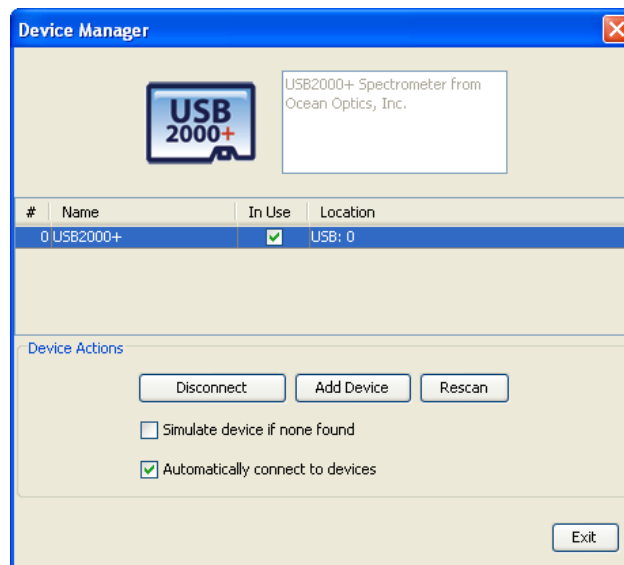 Device Manager
USB
2000+
USB2000+ Spectrometer from
Ocean Optics, Inc.
# Name In Use Location
0 USB2000+ USB: 0
Device Actions
Disconnect Add Device Rescan
Simulate device if none found
Automatically connect to devices
Exit